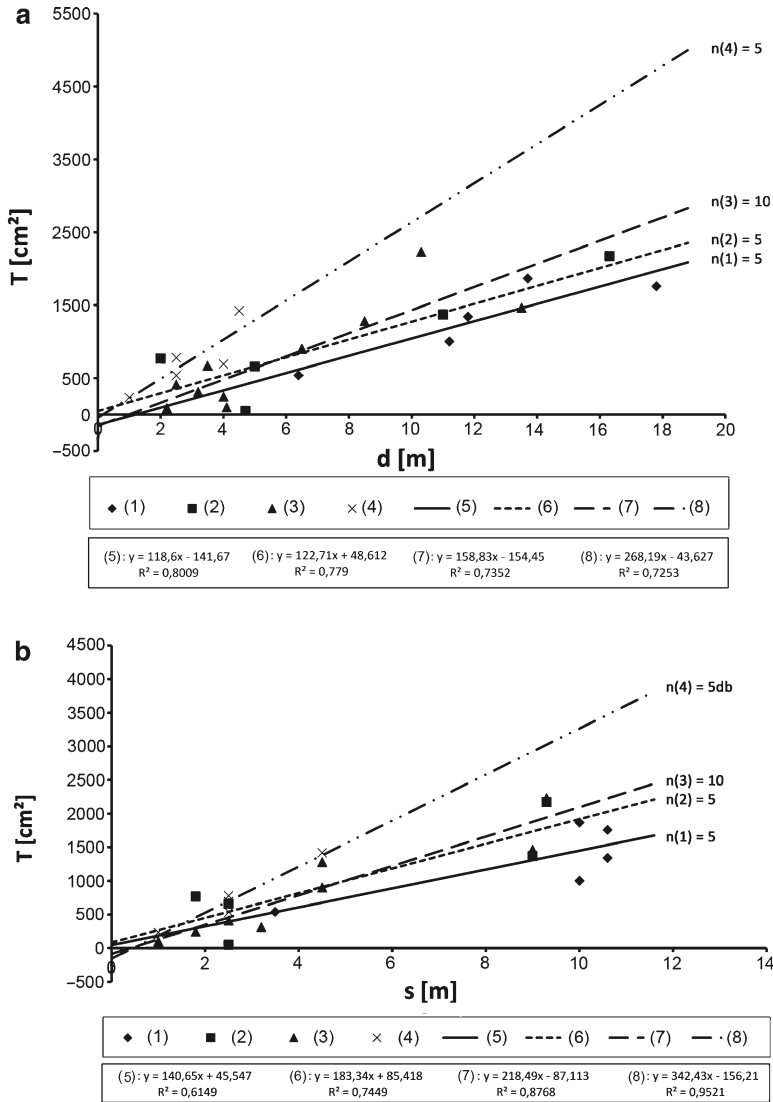 a
5500
4500
3500
2500
1500
500
0
−500
T [cm²]
n(4) = 5
n(3) = 10
n(2) = 5
n(1) = 5
0 2 4 6 8 10 12 14 16 18 20
d [m]
(1) (2) (3) (4) (5) (6) (7) (8)
(5): y = 118,6x - 141,67 (6): y = 122,71x + 48,612 (7): y = 158,83x - 154,45 (8): y = 268,19x - 43,627
R² = 0,8009 R² = 0,779 R² = 0,7352 R² = 0,7253
b
4500
4000
3500
3000
2500
2000
1500
1000
500
0
−500
T [cm²]
n(4) = 5db
n(3) = 10
n(2) = 5
n(1) = 5
0 2 4 6 8 10 12 14
s [m]
(1) (2) (3) (4) (5) (6) (7) (8)
(5): y = 140,65x + 45,547 (6): y = 183,34x + 85,418 (7): y = 218,49x - 87,113 (8): y = 342,43x - 156,21
R² = 0,6149 R² = 0,7449 R² = 0,8768 R² = 0,9521